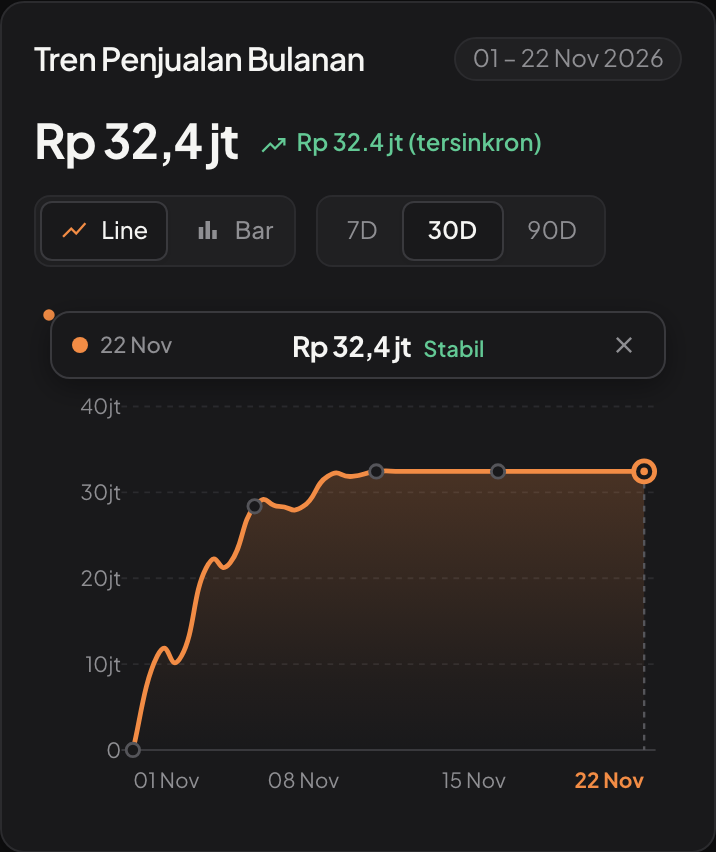 Tren Penjualan Bulanan
01 – 22 Nov 2026
Rp 32,4 jt
Rp 32.4 jt (tersinkron)
Line
Bar
7D
30D
90D
22 Nov
Rp 32,4 jt
Stabil
40jt
30jt
20jt
10jt
0
01 Nov
08 Nov
15 Nov
22 Nov